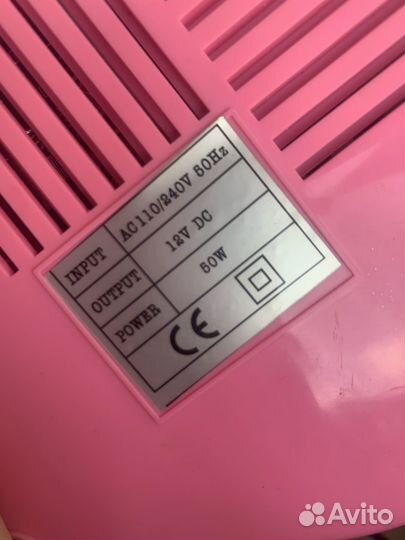 INPUT AC110/240V 50Hz
OUTPUT 12V DC
POWER 50W
CE
Avito